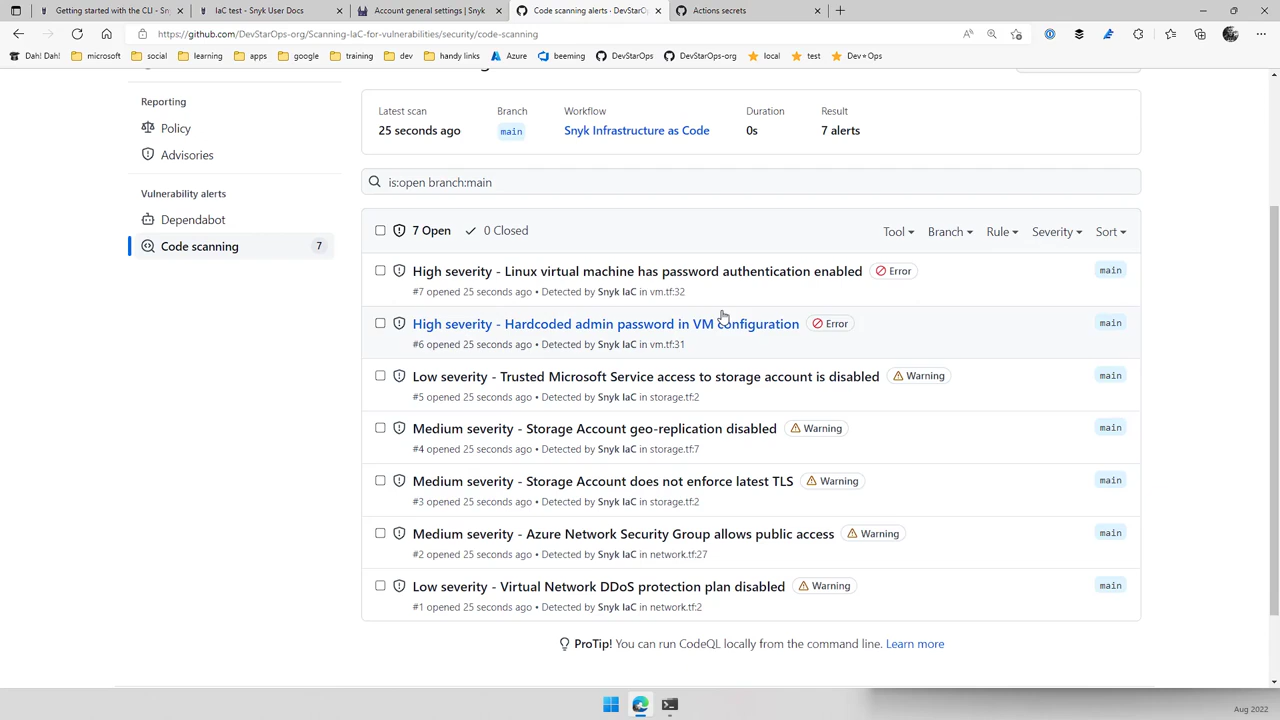 Getting started with the CLI - Sn
IaC test - Snyk User Docs
Account general settings | Snyk
Code scanning alerts · DevStarOp
Actions secrets
https://github.com/DevStarOps-org/Scanning-IaC-for-vulnerabilities/security/code-scanning
Dah! Dahl
microsoft
social
learning
apps
google
training
dev
handy links
Azure
beeming
DevStarOps
DevStarOps-org
local
test
Dev+Ops
Reporting
Policy
Advisories
Vulnerability alerts
Dependabot
Code scanning 7
Latest scan Branch Workflow Duration Result
25 seconds ago main Snyk Infrastructure as Code 0s 7 alerts
is:open branch:main
7 Open 0 Closed Tool Branch Rule Severity Sort
High severity - Linux virtual machine has password authentication enabled Error main
#7 opened 25 seconds ago • Detected by Snyk IaC in vm.tf:32
High severity - Hardcoded admin password in VM configuration Error main
#6 opened 25 seconds ago • Detected by Snyk IaC in vm.tf:31
Low severity - Trusted Microsoft Service access to storage account is disabled Warning main
#5 opened 25 seconds ago • Detected by Snyk IaC in storage.tf:2
Medium severity - Storage Account geo-replication disabled Warning main
#4 opened 25 seconds ago • Detected by Snyk IaC in storage.tf:7
Medium severity - Storage Account does not enforce latest TLS Warning main
#3 opened 25 seconds ago • Detected by Snyk IaC in storage.tf:2
Medium severity - Azure Network Security Group allows public access Warning main
#2 opened 25 seconds ago • Detected by Snyk IaC in network.tf:27
Low severity - Virtual Network DDoS protection plan disabled Warning main
#1 opened 25 seconds ago • Detected by Snyk IaC in network.tf:2
ProTip! You can run CodeQL locally from the command line. Learn more
Aug 2022